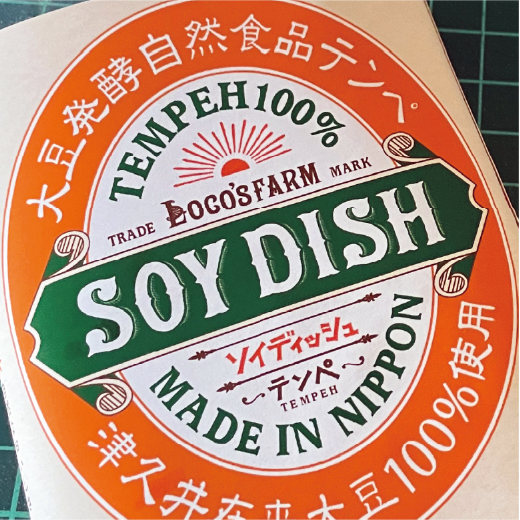 大豆発酵自然食品テンペ
TEMPEH 100%
TRADE LOCO'S FARM MARK
SOY DISH
ソイディッシュ
テンペ
TEMPEH
MADE IN NIPPON
津久井在来大豆100%使用